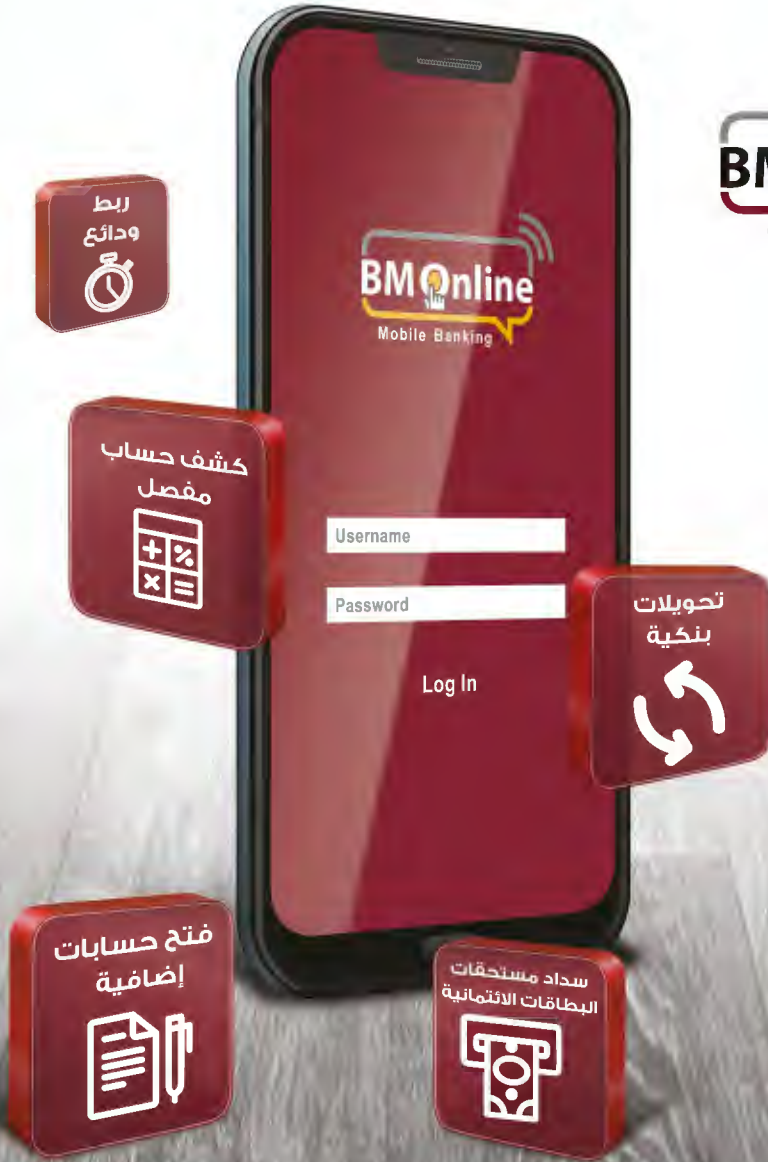 BM
ربط
ودائع
BM Online
Mobile Banking
كشف حساب
مفصل
Username
Password
Log In
تحويلات
بنكية
فتح حسابات
إضافية
سداد مستحقات
البطاقات الائتمانية